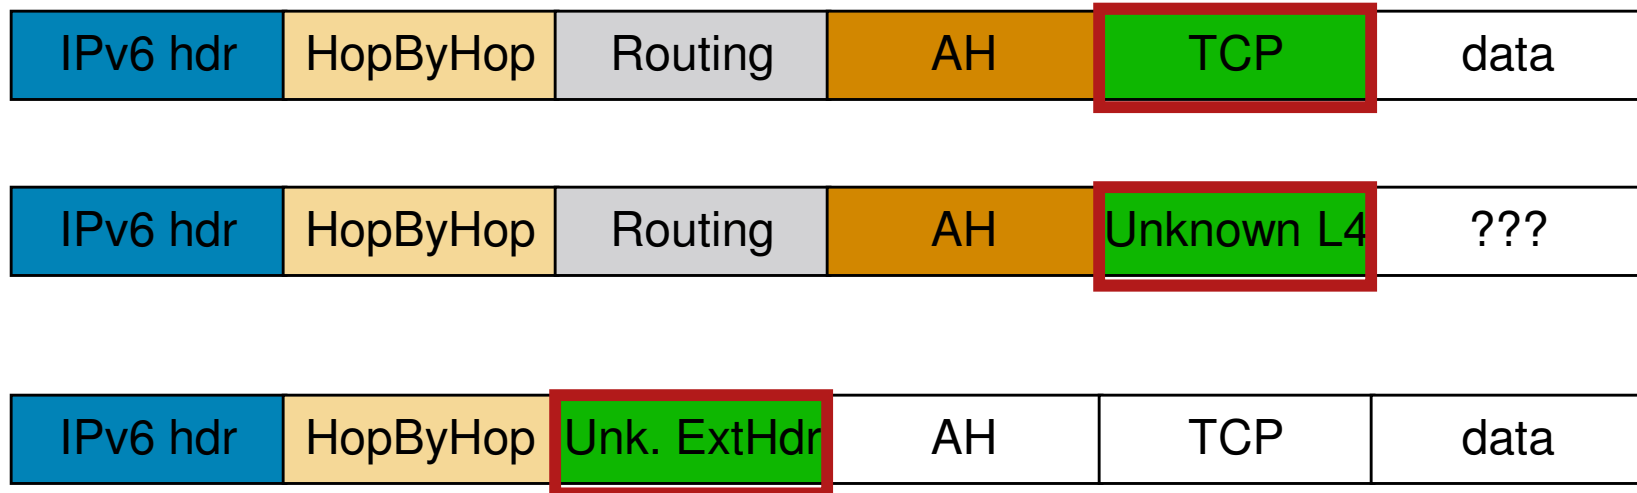 IPv6 hdr HopByHop Routing AH TCP data
IPv6 hdr HopByHop Routing AH Unknown L4 ???
IPv6 hdr HopByHop Unk. ExtHdr AH TCP data